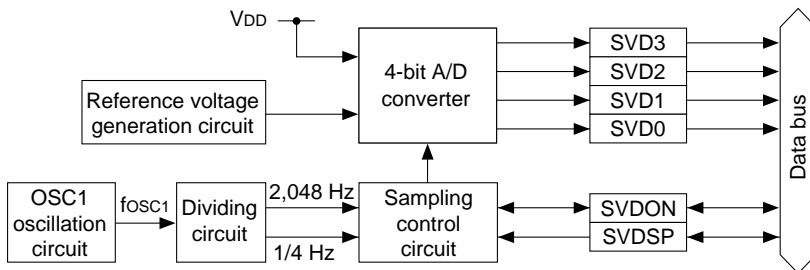 VDD
4-bit A/D
converter
SVD3
SVD2
SVD1
SVD0
Reference voltage
generation circuit
Data bus
OSC1
oscillation
circuit
fOSC1
Dividing
circuit
2,048 Hz
1/4 Hz
Sampling
control
circuit
SVDON
SVDSP